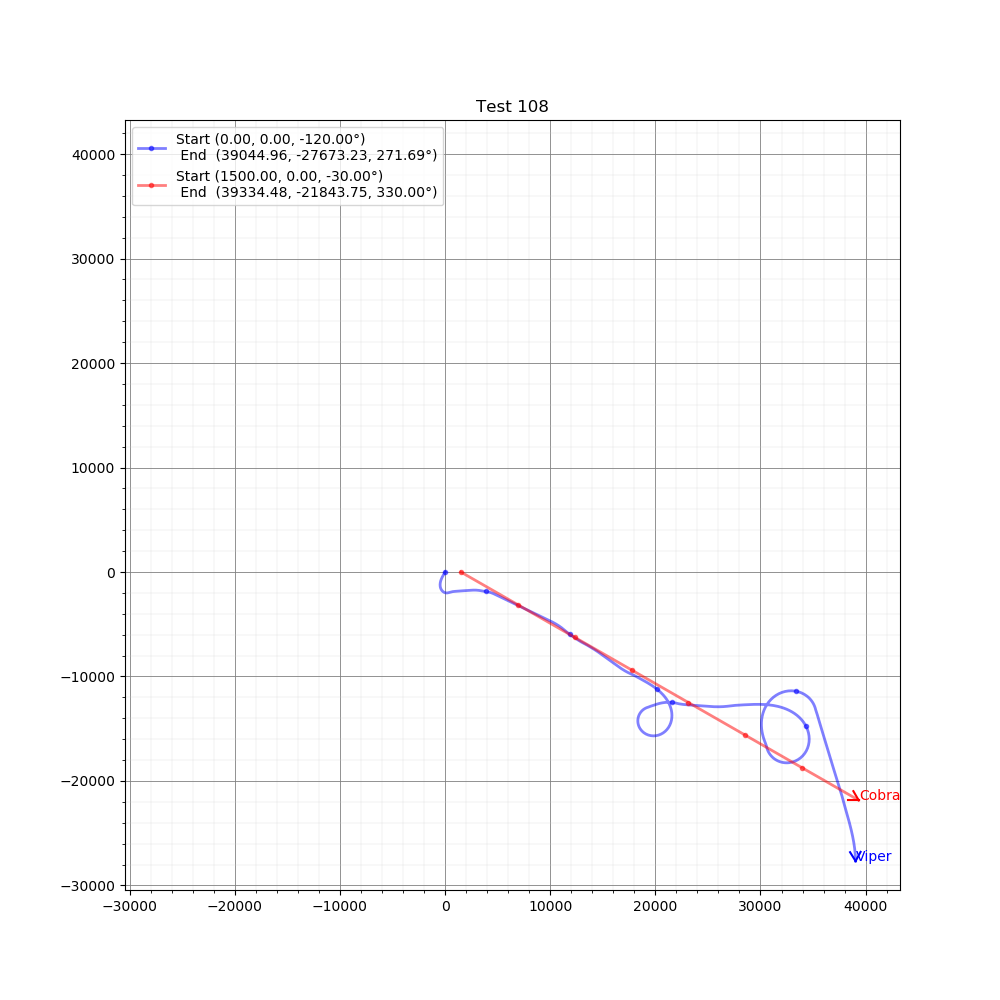 Test 108
Start (0.00, 0.00, -120.00°)
End (39044.96, -27673.23, 271.69°)
Start (1500.00, 0.00, -30.00°)
End (39334.48, -21843.75, 330.00°)
40000
30000
20000
10000
0
−10000
−20000
−30000
Cobra
Viper
−30000 −20000 −10000 0 10000 20000 30000 40000